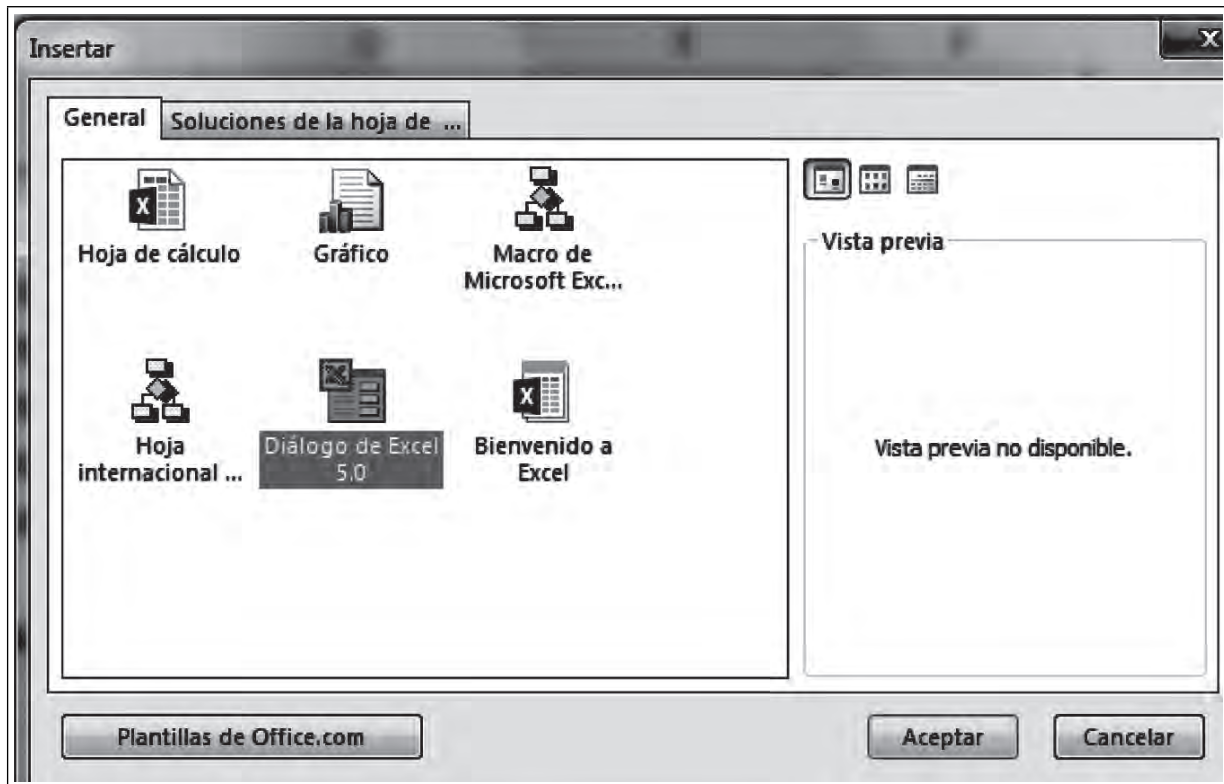 Insertar
General
Soluciones de la hoja de ...
Hoja de cálculo
Gráfico
Macro de
Microsoft Exc...
Hoja
internacional ...
Diálogo de Excel
5.0
Bienvenido a
Excel
Vista previa
Vista previa no disponible.
Plantillas de Office.com
Aceptar
Cancelar